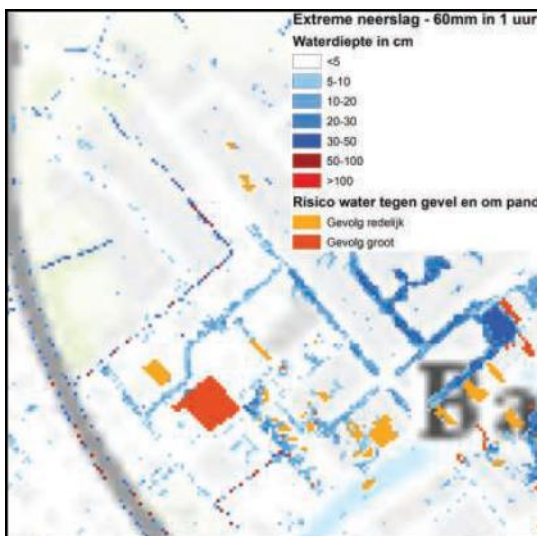 Extreme neerslag - 60mm in 1 uur
Waterdiepte in cm
<5
5-10
10-20
20-30
30-50
50-100
>100
Risico water tegen gevel en om pand
Gevolg redelijk
Gevolg groot
Ba